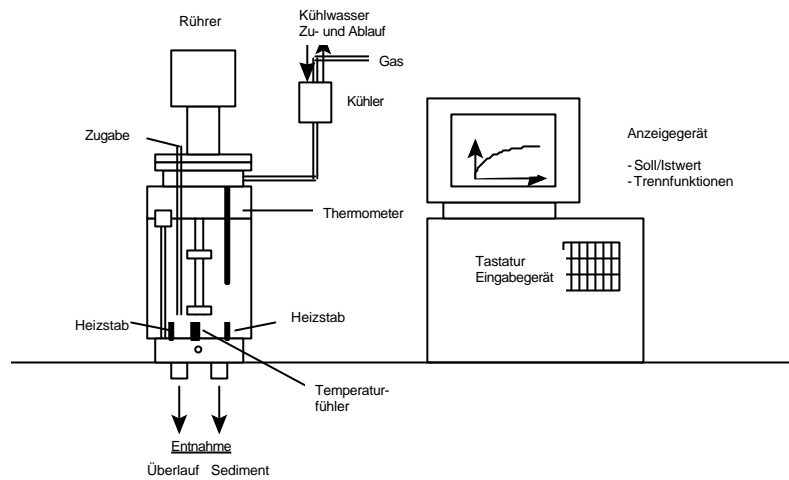 Rührer
Kühlwasser
Zu- und Ablauf
Gas
Kühler
Zugabe
Anzeigegerät
- Soll/Istwert
- Trennfunktionen
Thermometer
Tastatur
Eingabegerät
Heizstab
Heizstab
Temperatur-
fühler
Entnahme
Überlauf Sediment